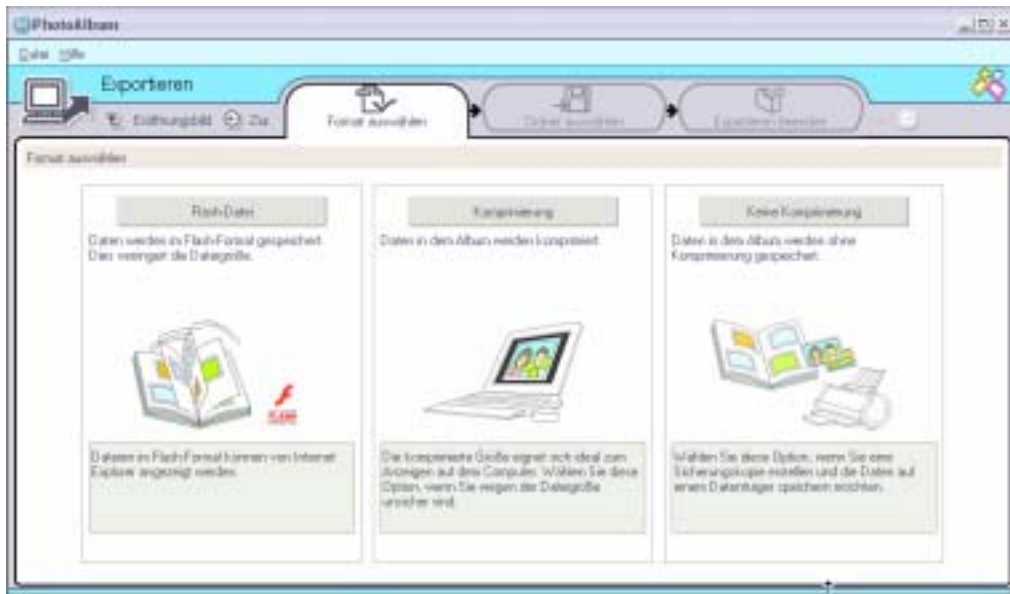 PhotoAlbum
Datei Hilfe
Exportieren
Eröffnungsbild
Format auswählen
Ordner auswählen
Exportieren beenden
Format auswählen
Flash-Datei
Daten werden im Flash-Format gespeichert.
Dies verringert die Dateigröße.
Dateien im Flash-Format können von Internet
Explorer angezeigt werden.
Komprimierung
Daten in dem Album werden komprimiert.
Die komprimierte Größe eignet sich ideal zum
Anzeigen auf dem Computer. Wählen Sie diese
Option, wenn Sie wegen der Dateigröße
unsicher sind.
Keine Komprimierung
Daten in dem Album werden ohne
Komprimierung gespeichert.
Wählen Sie diese Option, wenn Sie eine
Sicherungskopie erstellen und die Daten auf
einem Datenträger speichern möchten.